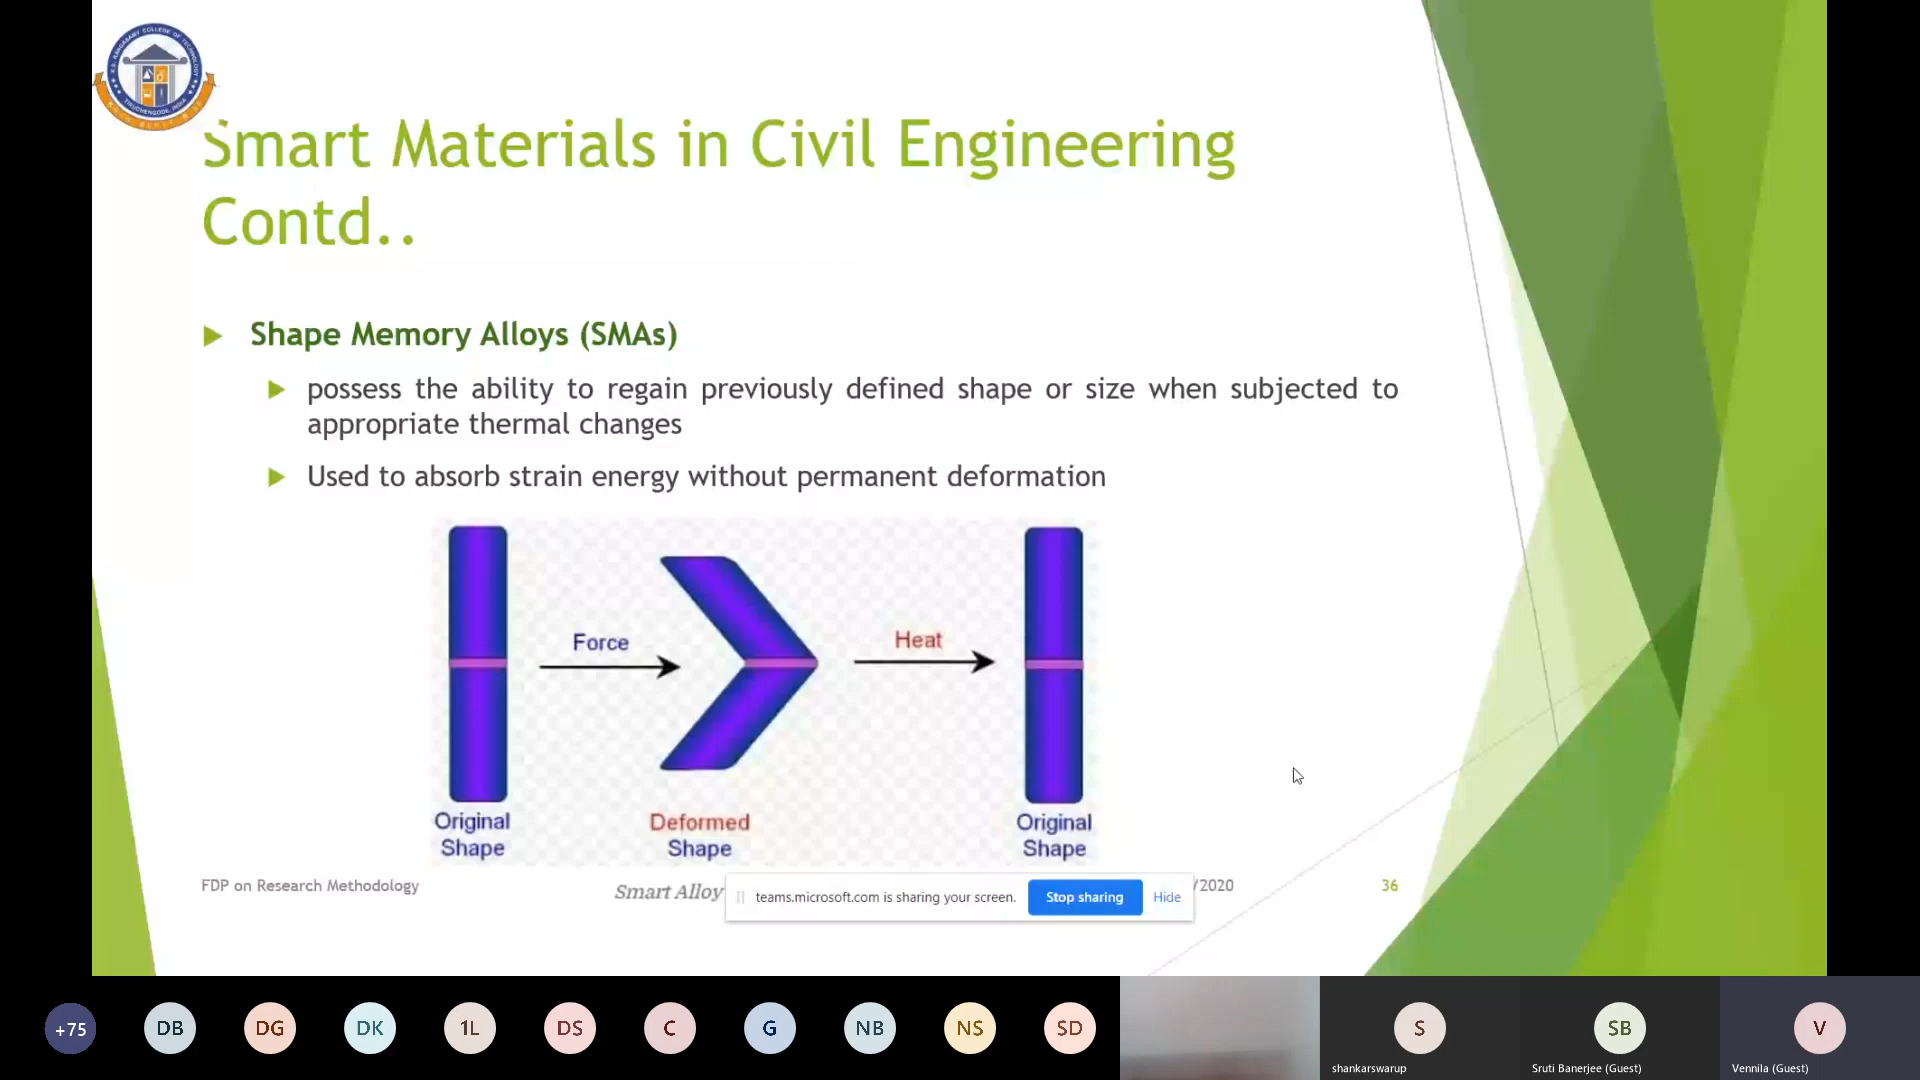 Smart Materials in Civil Engineering
Contd..
Shape Memory Alloys (SMAs)
possess the ability to regain previously defined shape or size when subjected to
appropriate thermal changes
Used to absorb strain energy without permanent deformation
Force
Heat
Original
Shape
Deformed
Shape
Original
Shape
FDP on Research Methodology
Smart Alloy
/2020
36
teams.microsoft.com is sharing your screen.
Stop sharing
Hide
+75
DB
DG
DK
1L
DS
C
G
NB
NS
SD
S
SB
V
shankarswarup
Sruti Banerjee (Guest)
Vennila (Guest)